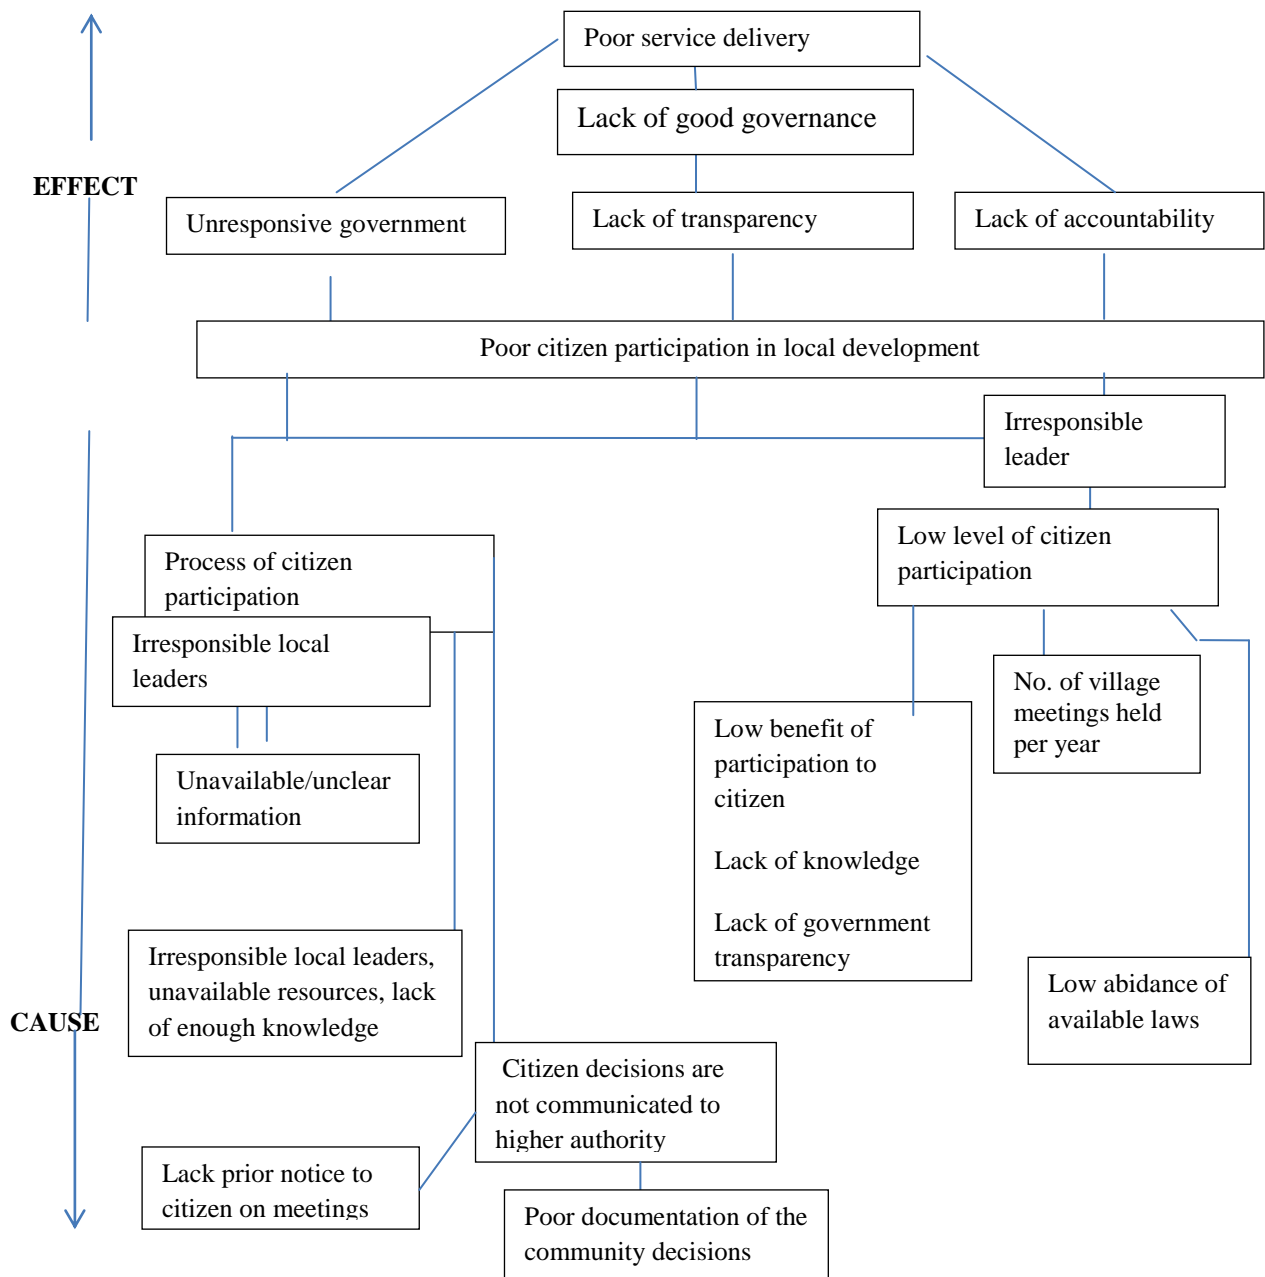 Poor service delivery
Lack of good governance
EFFECT
Unresponsive government
Lack of transparency
Lack of accountability
Poor citizen participation in local development
Irresponsible
leader
Process of citizen
participation
Low level of citizen
participation
Irresponsible local
leaders
No. of village
meetings held
per year
Unavailable/unclear
information
Low benefit of
participation to
citizen
Lack of knowledge
Lack of government
transparency
Irresponsible local leaders,
unavailable resources, lack
of enough knowledge
Low abidance of
available laws
CAUSE
Citizen decisions are
not communicated to
higher authority
Lack prior notice to
citizen on meetings
Poor documentation of the
community decisions